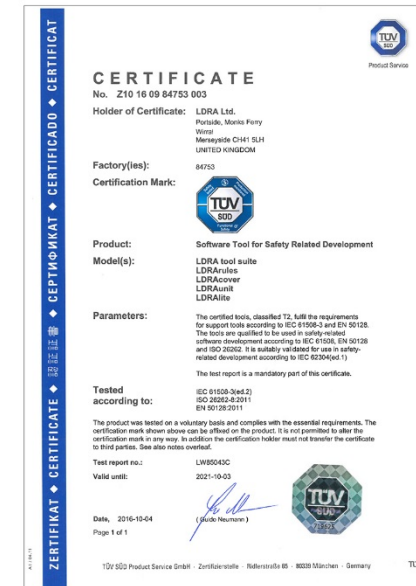 TÜV
SÜD
Product Service
CERTIFICATE
No. Z10 16 09 84753 003
Holder of Certificate: LDRA Ltd.
Portside, Monks Ferry
Wirral
Merseyside CH41 5LH
UNITED KINGDOM
Factory(ies): 84753
Certification Mark:
TÜV
SÜD
Product: Software Tool for Safety Related Development
Model(s): LDRA tool suite
LDRArules
LDRAcover
LDRAunit
LDRAlite
Parameters: The certified tools, classified T2, fulfil the requirements
for support tools according to IEC 61508-3 and EN 50128.
The tools are qualified to be used in safety-related
software development according to IEC 61508, EN 50128
and ISO 26262. It is suitably validated for use in safety-
related development according to IEC 62304(ed.1)
The test report is a mandatory part of this certificate.
Tested
according to: IEC 61508-3(ed.2)
ISO 26262-8:2011
EN 50128:2011
The product was tested on a voluntary basis and complies with the essential requirements. The
certification mark shown above can be affixed on the product. It is not permitted to alter the
certification mark in any way. In addition the certification holder must not transfer the certificate
to third parties. See also notes overleaf.
Test report no.: LW85043C
Valid until: 2021-10-03
TÜV
SÜD
Date, 2016-10-04 ( Guido Neumann )
Page 1 of 1
TÜV SÜD Product Service GmbH · Zertifizierstelle · Ridlerstraße 65 · 80339 München · Germany
ZERTIFIKAT ◆ CERTIFICATE ◆ 認證證書 ◆ СЕРТИФИКАТ ◆ CERTIFICADO ◆ CERTIFICAT